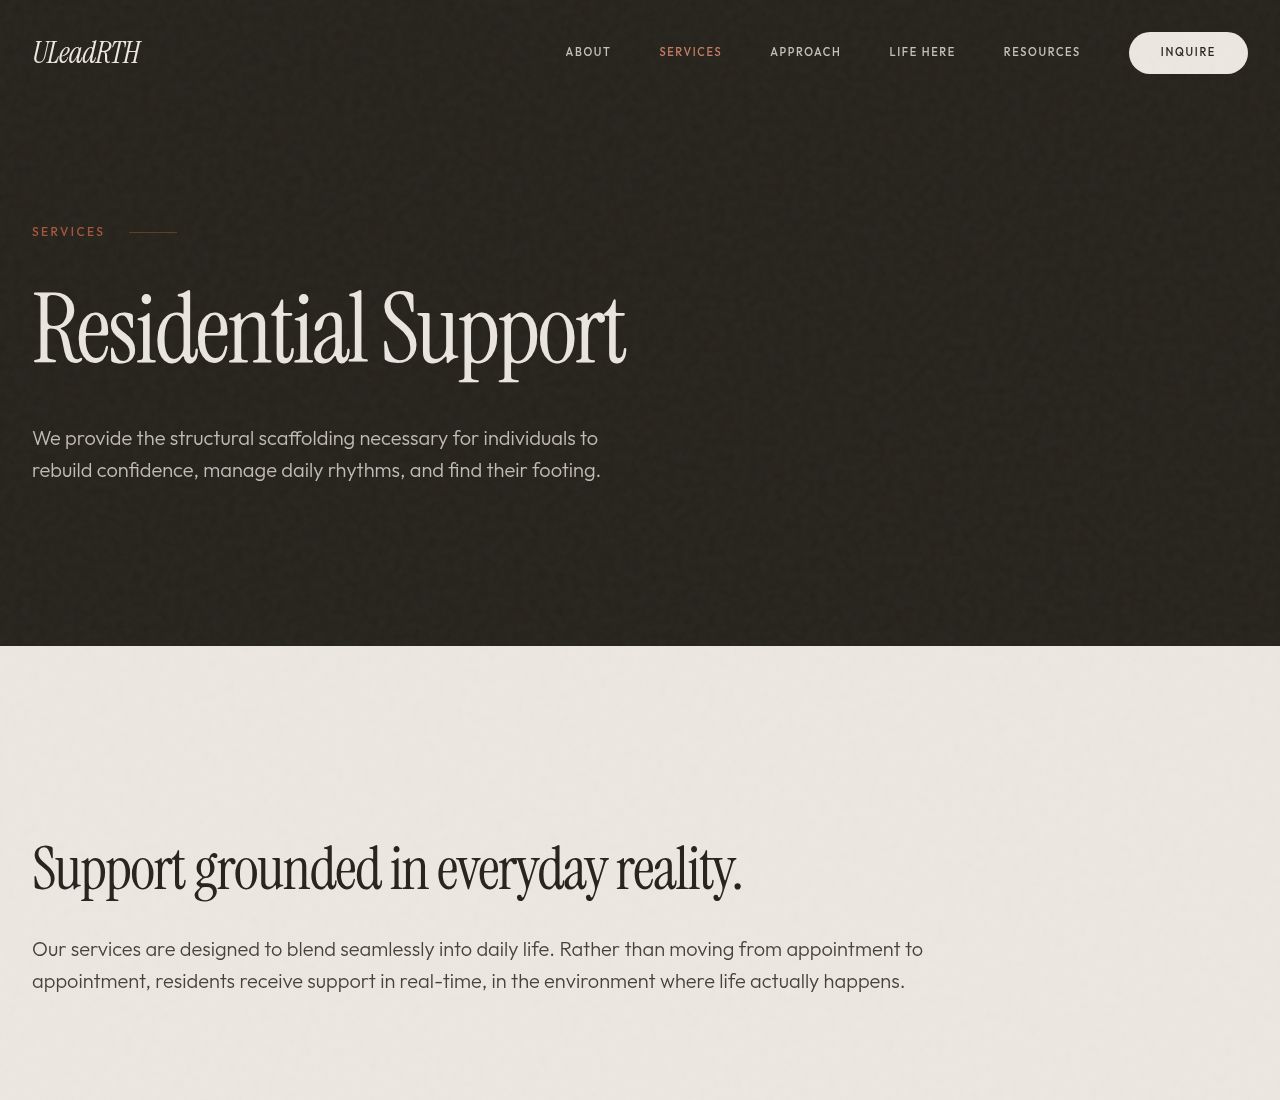 ULeadRTH
ABOUT
SERVICES
APPROACH
LIFE HERE
RESOURCES
INQUIRE
SERVICES
Residential Support
We provide the structural scaffolding necessary for individuals to
rebuild confidence, manage daily rhythms, and find their footing.
Support grounded in everyday reality.
Our services are designed to blend seamlessly into daily life. Rather than moving from appointment to
appointment, residents receive support in real-time, in the environment where life actually happens.